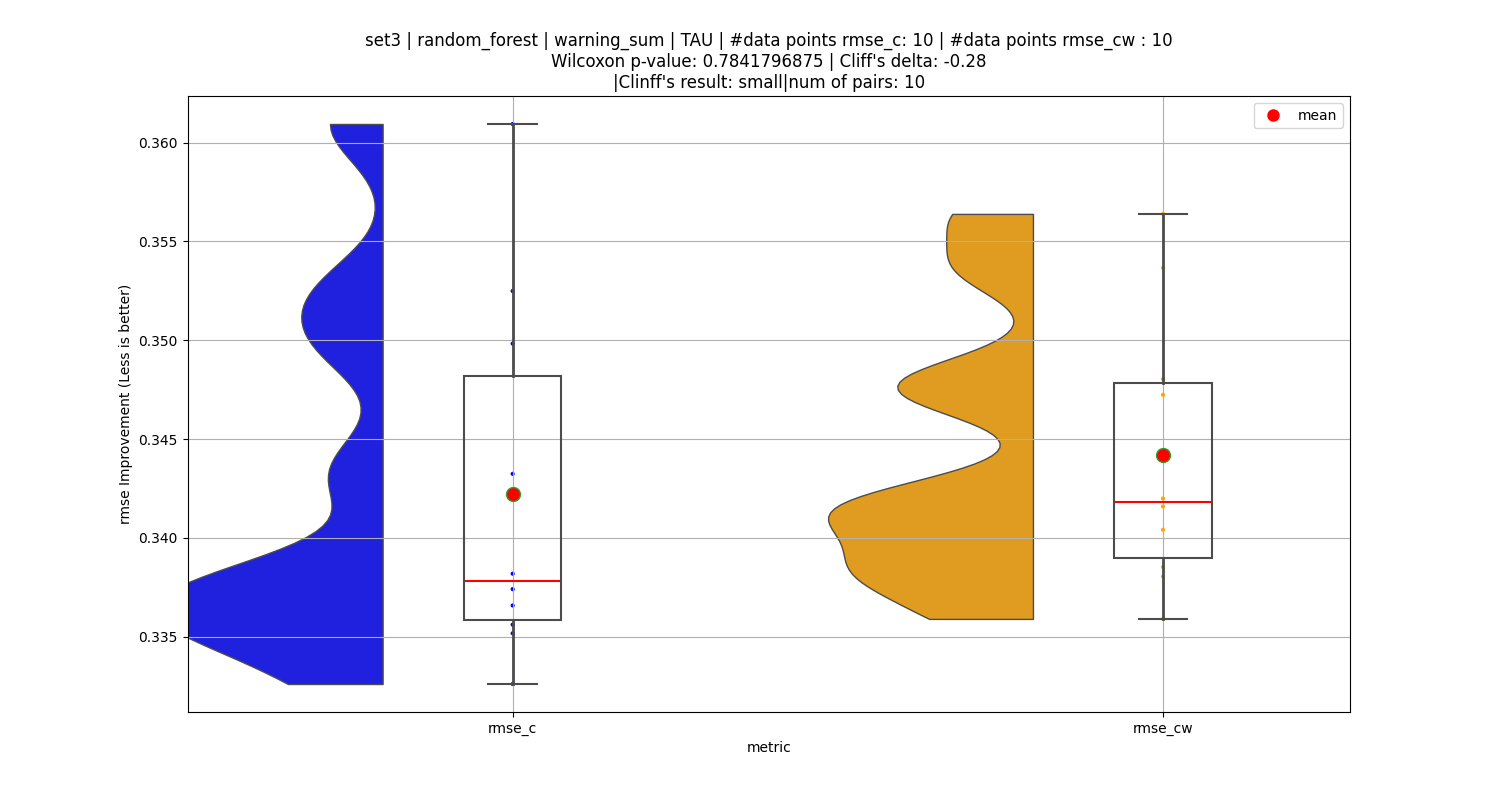 set3 | random_forest | warning_sum | TAU | #data points rmse_c: 10 | #data points rmse_cw : 10
Wilcoxon p-value: 0.7841796875 | Cliff's delta: -0.28
|Clinff's result: small|num of pairs: 10
mean
0.360
0.355
0.350
0.345
0.340
0.335
rmse Improvement (Less is better)
rmse_c
rmse_cw
metric